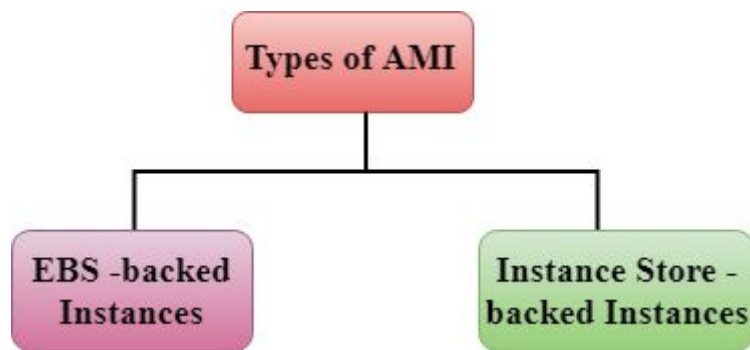 Types of AMI
EBS -backed
Instances
Instance Store -
backed Instances